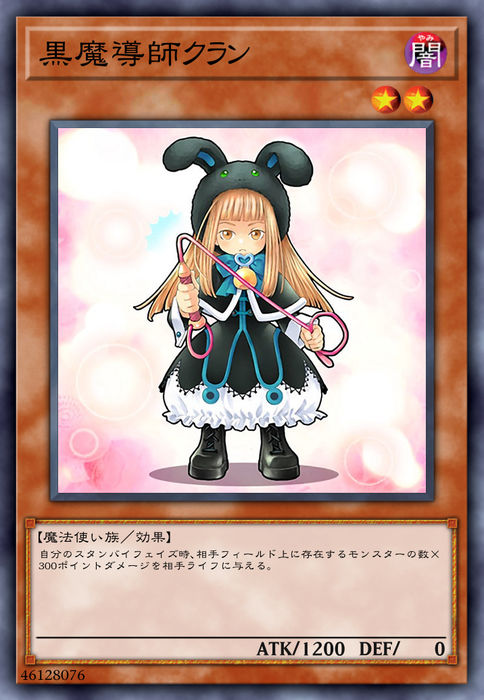 黒魔導師クラン
やみ
闇
【魔法使い族／効果】
自分のスタンバイフェイズ時、相手フィールド上に存在するモンスターの数×
300ポイントダメージを相手ライフに与える。
ATK/1200 DEF/ 0
46128076